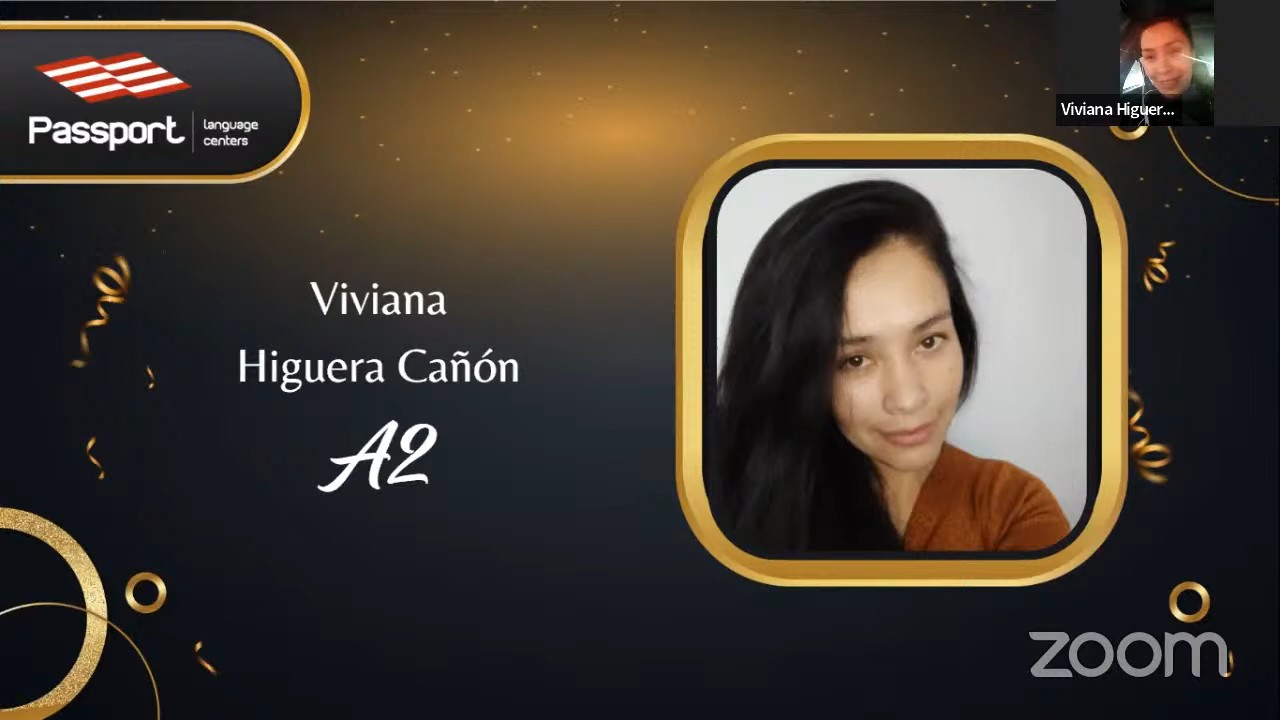 Passport
language
centers
Viviana Higuer...
Viviana
Higuera Cañón
A2
zoom